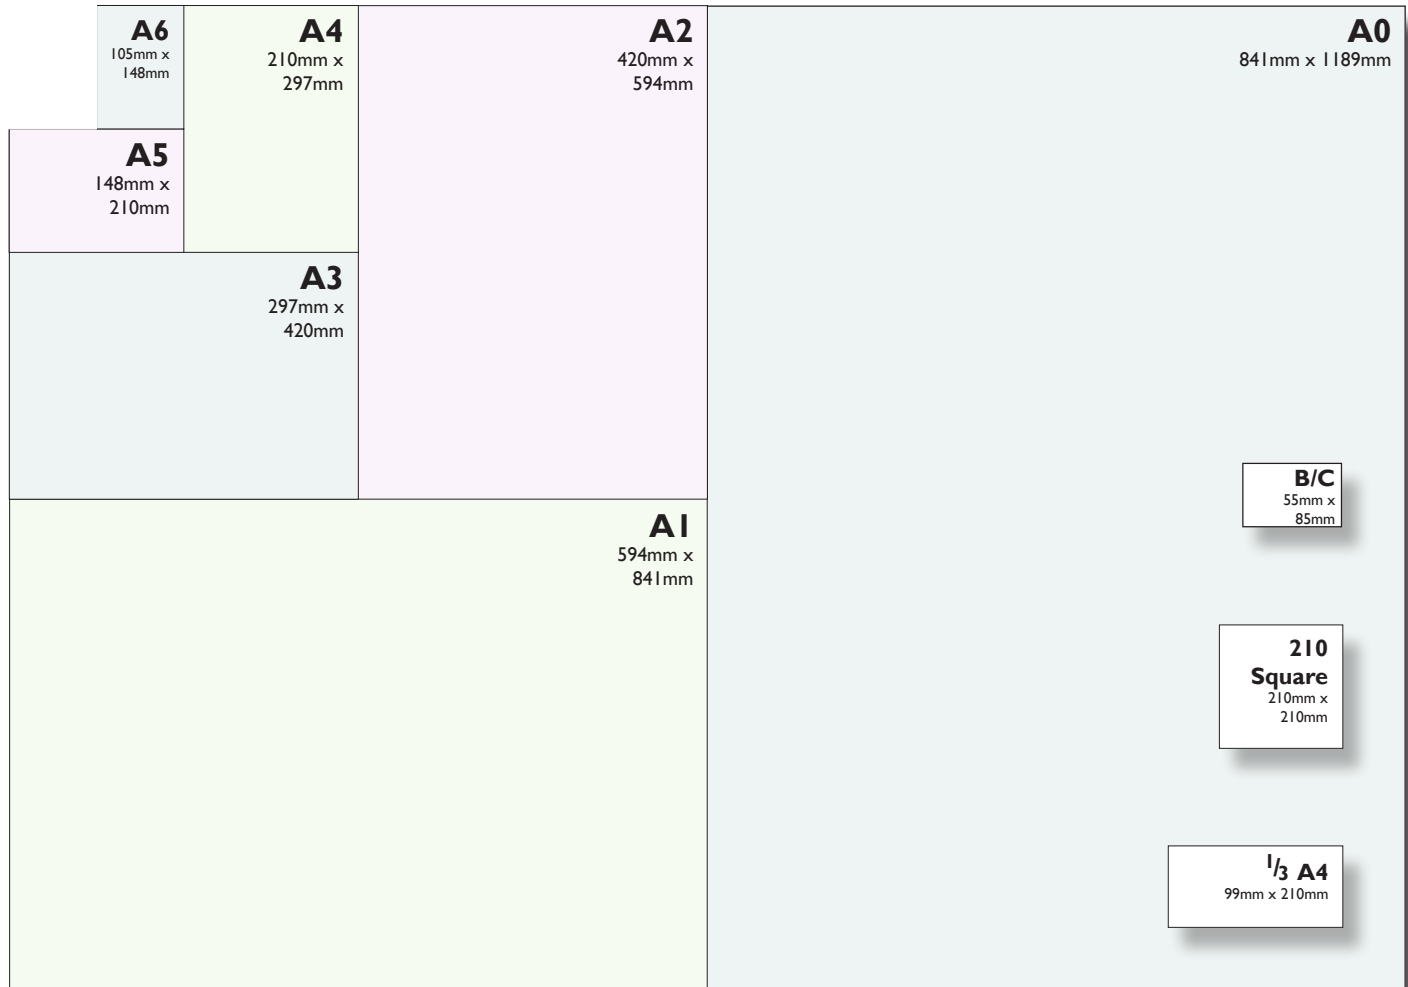 A6
105mm x
148mm
A4
210mm x
297mm
A2
420mm x
594mm
A0
841mm x 1189mm
A5
148mm x
210mm
A3
297mm x
420mm
A1
594mm x
841mm
B/C
55mm x
85mm
210
Square
210mm x
210mm
1/3 A4
99mm x 210mm